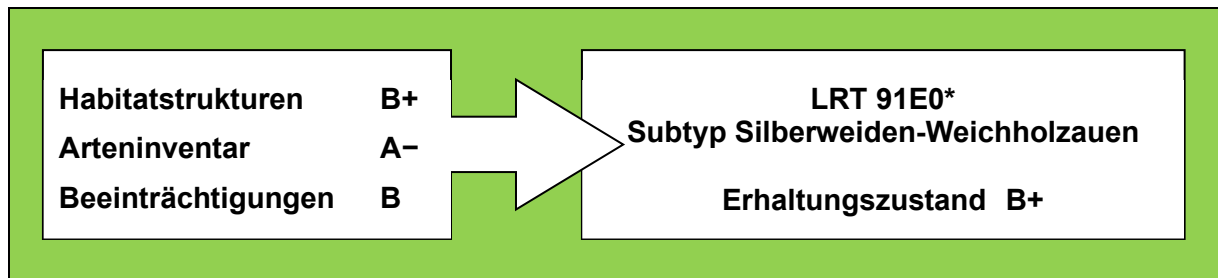 Habitatstrukturen B+
Arteninventar A−
Beeinträchtigungen B
LRT 91E0*
Subtyp Silberweiden-Weichholzauen
Erhaltungszustand B+